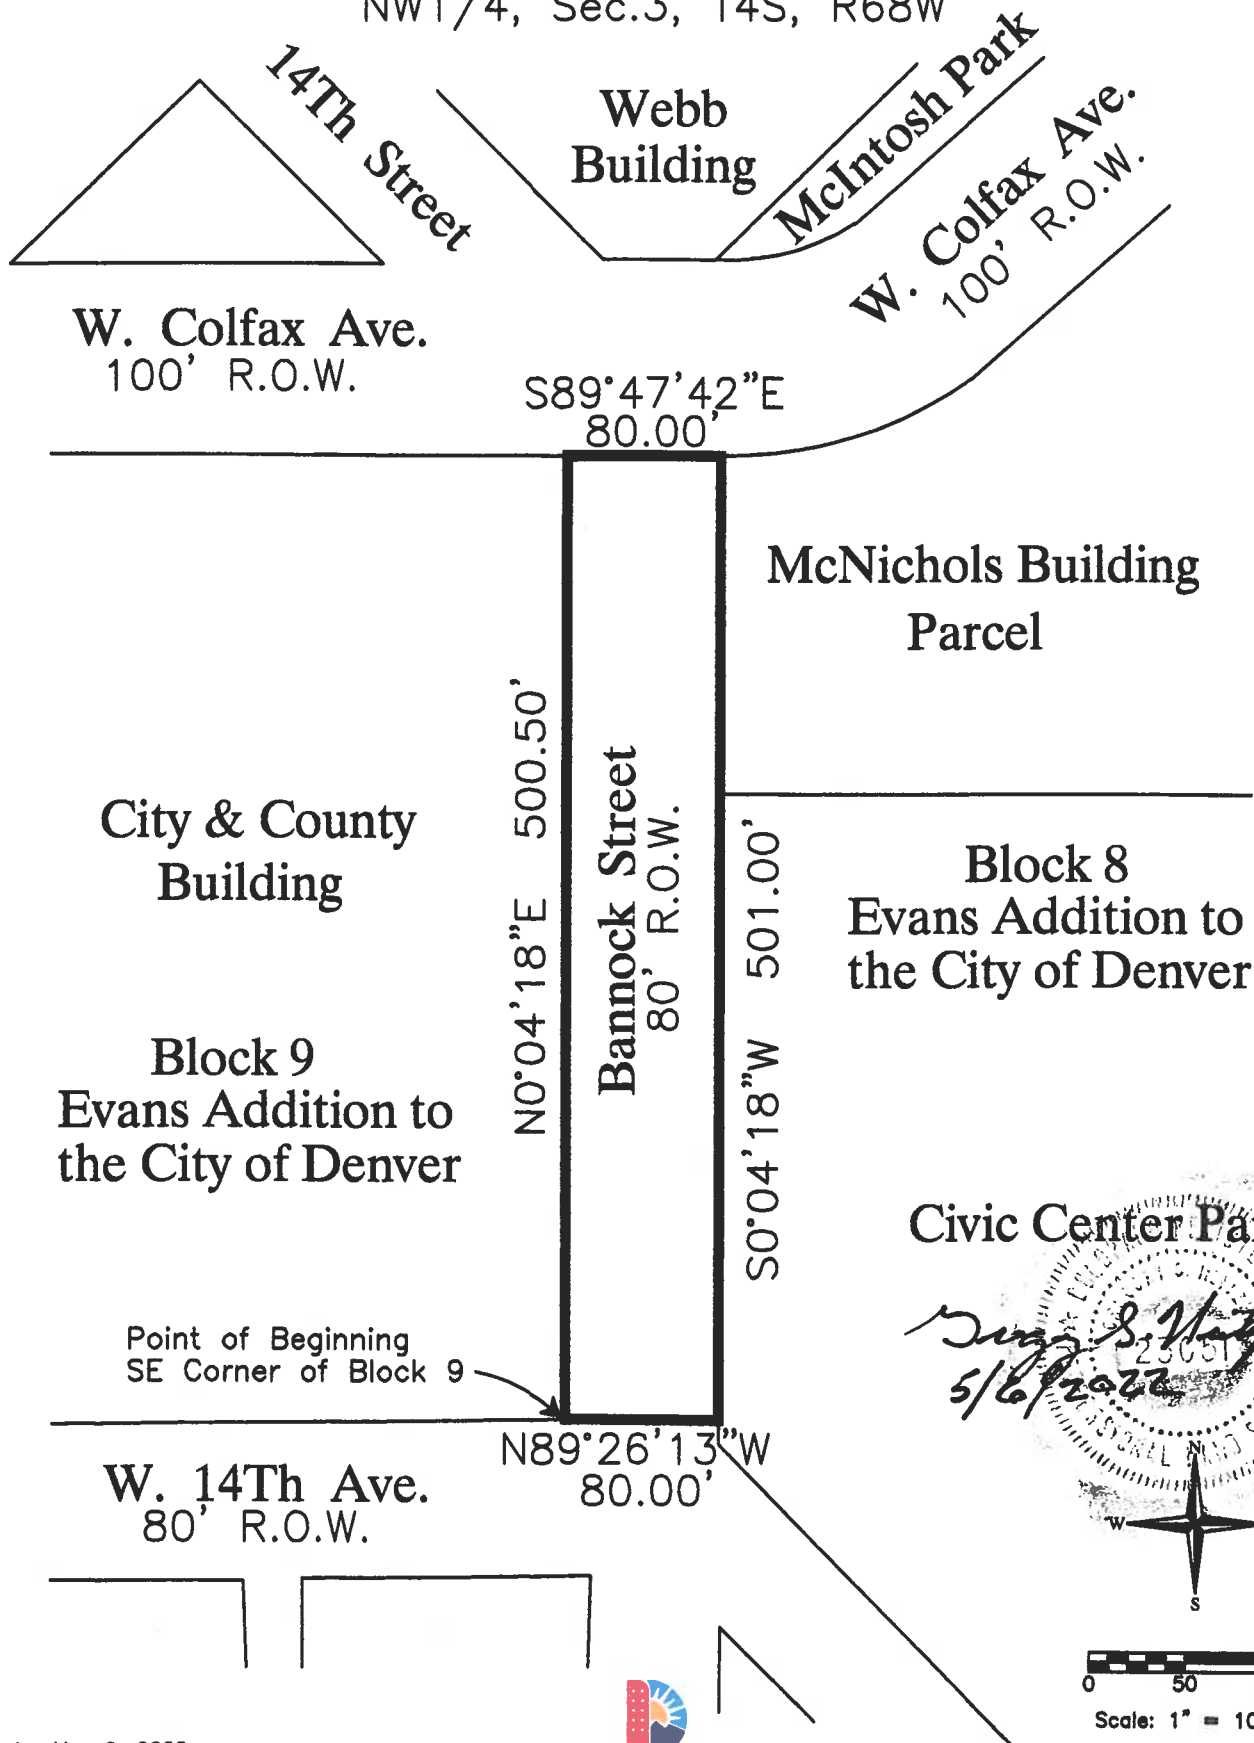 NW1/4, Sec.3, T4S, R68W
14Th Street
Webb
Building
McIntosh Park
W. Colfax Ave.
100' R.O.W.
W. Colfax Ave.
100' R.O.W.
S89°47'42"E
80.00'
McNichols Building
Parcel
N0°04'18"E 500.50'
Bannock Street
80' R.O.W.
S0°04'18"W 501.00'
City & County
Building
Block 8
Evans Addition to
the City of Denver
Block 9
Evans Addition to
the City of Denver
Civic Center
5/6/2022
Point of Beginning
SE Corner of Block 9
N89°26'13"W
80.00'
W. 14Th Ave.
80' R.O.W.
N
W
S
0 50
Scale: 1" = 10